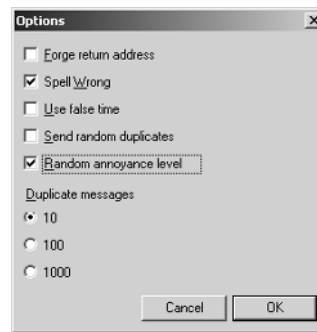 Options
Forge return address
Spell Wrong
Use false time
Send random duplicates
Random annoyance level
Duplicate messages
10
100
1000
Cancel OK